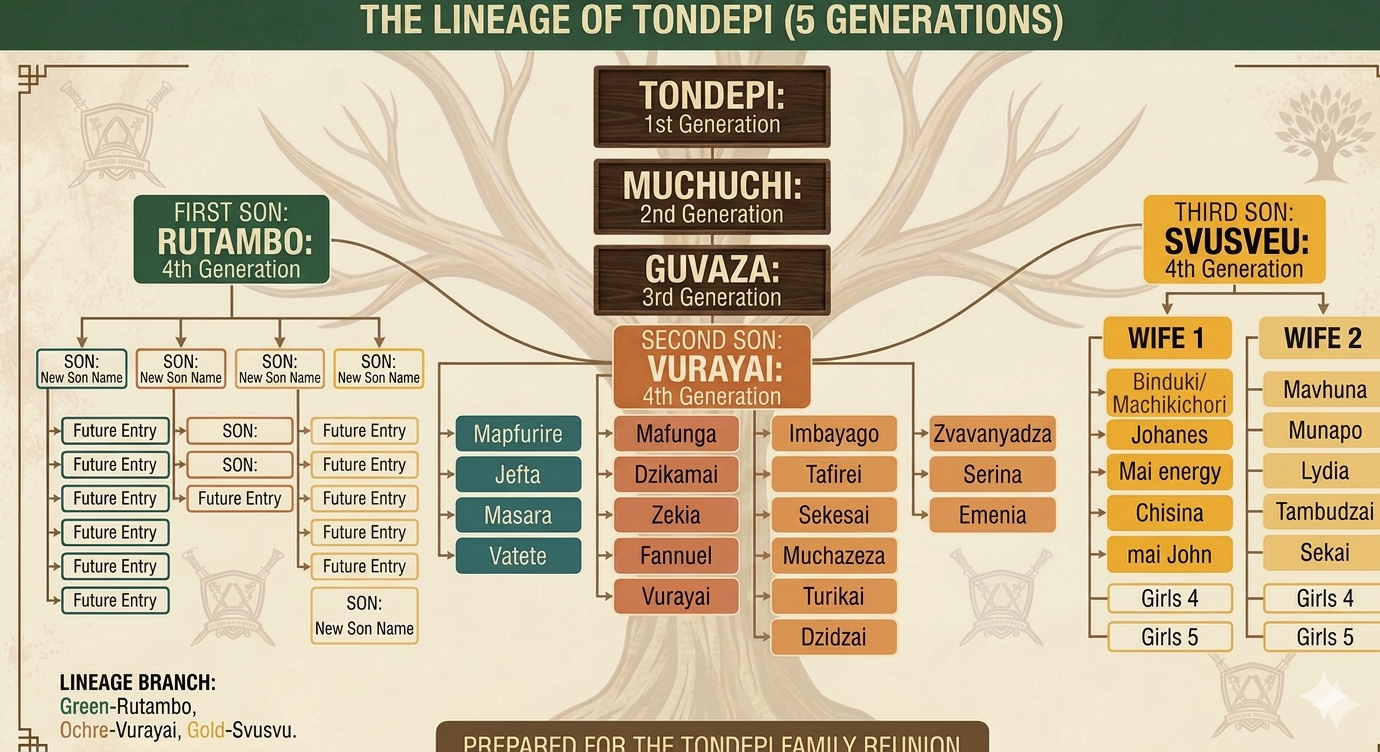 THE LINEAGE OF TONDEPI (5 GENERATIONS)
TONDEPI:
1st Generation
MUCHUCHI:
2nd Generation
GUVAZA:
3rd Generation
FIRST SON:
RUTAMBO:
4th Generation
SECOND SON:
VURAYAI:
4th Generation
THIRD SON:
SVUSVEU:
4th Generation
SON:
New Son Name
SON:
New Son Name
SON:
New Son Name
SON:
New Son Name
Future Entry
Future Entry
Future Entry
Future Entry
Future Entry
Future Entry
SON:
SON:
Future Entry
Future Entry
Future Entry
Future Entry
Future Entry
Future Entry
SON:
New Son Name
Mapfurire
Jefta
Masara
Vatete
Mafunga
Dzikamai
Zekia
Fannuel
Vurayai
Imbayago
Tafirei
Sekesai
Muchazeza
Turikai
Dzidzai
Zvavanyadza
Serina
Emenia
WIFE 1
Binduki/
Machikichori
Johanes
Mai energy
Chisina
mai John
Girls 4
Girls 5
WIFE 2
Mavhuna
Munapo
Lydia
Tambudzai
Sekai
Girls 4
Girls 5
LINEAGE BRANCH:
Green-Rutambo,
Ochre-Vurayai, Gold-Svusvu.
PREPARED FOR THE TONDEPI FAMILY REUNION